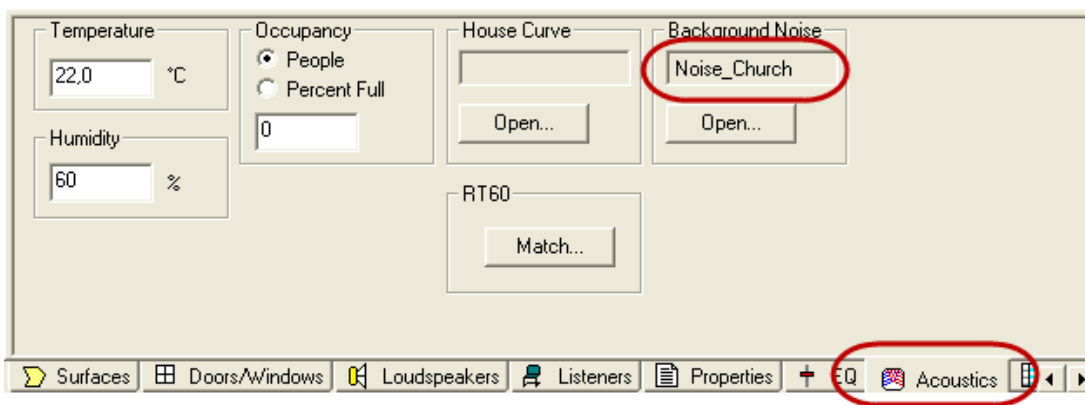 Temperature
22,0 °C
Humidity
60 %
Occupancy
People
Percent Full
0
House Curve
Open...
Background Noise
Noise_Church
Open...
RT60
Match...
Surfaces Doors/Windows Loudspeakers Listeners Properties EQ Acoustics